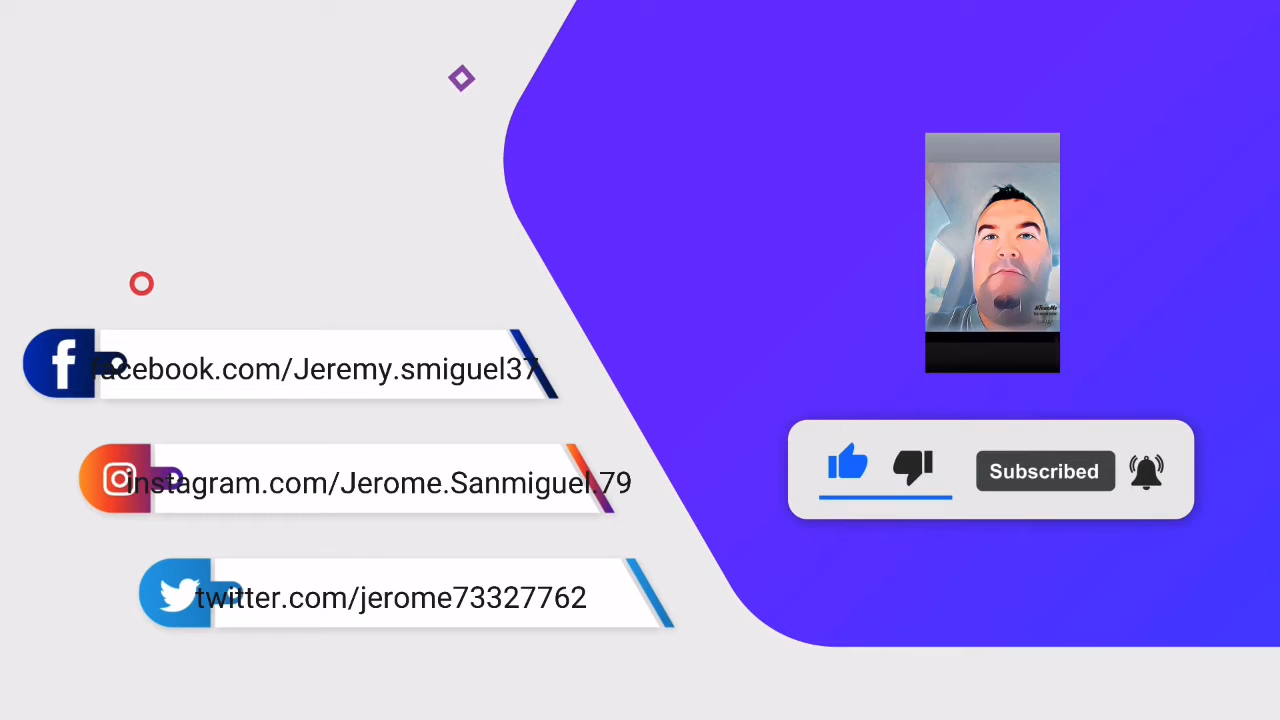 facebook.com/Jeremy.smiguel37
instagram.com/Jerome.Sanmiguel.79
twitter.com/jerome73327762
Subscribed